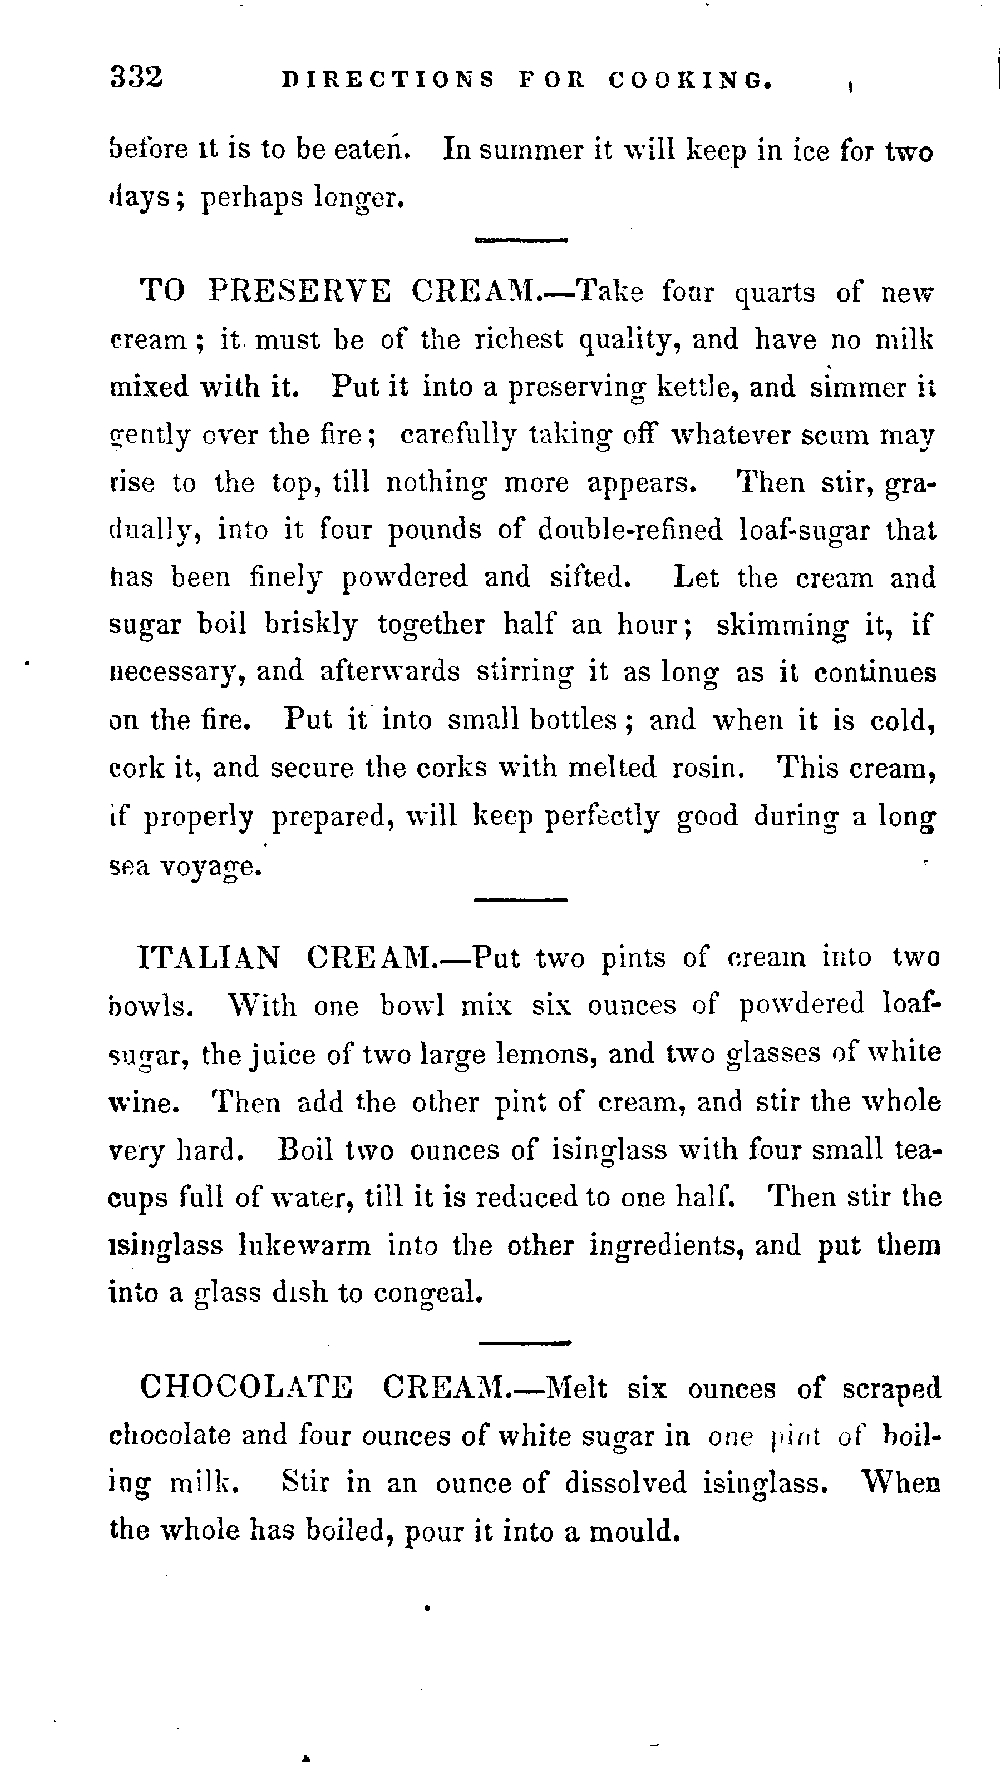 332 DIRECTIONS FOR COOKING.
before it is to be eaten. In summer it will keep in ice for two
days; perhaps longer.
TO PRESERVE CREAM.—Take four quarts of new
cream; it must be of the richest quality, and have no milk
mixed with it. Put it into a preserving kettle, and simmer it
gently over the fire; carefully taking off whatever scum may
rise to the top, till nothing more appears. Then stir, gra-
dually, into it four pounds of double-refined loaf-sugar that
has been finely powdered and sifted. Let the cream and
sugar boil briskly together half an hour; skimming it, if
necessary, and afterwards stirring it as long as it continues
on the fire. Put it into small bottles; and when it is cold,
cork it, and secure the corks with melted rosin. This cream,
if properly prepared, will keep perfectly good during a long
sea voyage.
ITALIAN CREAM.—Put two pints of cream into two
bowls. With one bowl mix six ounces of powdered loaf-
sugar, the juice of two large lemons, and two glasses of white
wine. Then add the other pint of cream, and stir the whole
very hard. Boil two ounces of isinglass with four small tea-
cups full of water, till it is reduced to one half. Then stir the
isinglass lukewarm into the other ingredients, and put them
into a glass dish to congeal.
CHOCOLATE CREAM.—Melt six ounces of scraped
chocolate and four ounces of white sugar in one pint of boil-
ing milk. Stir in an ounce of dissolved isinglass. When
the whole has boiled, pour it into a mould.